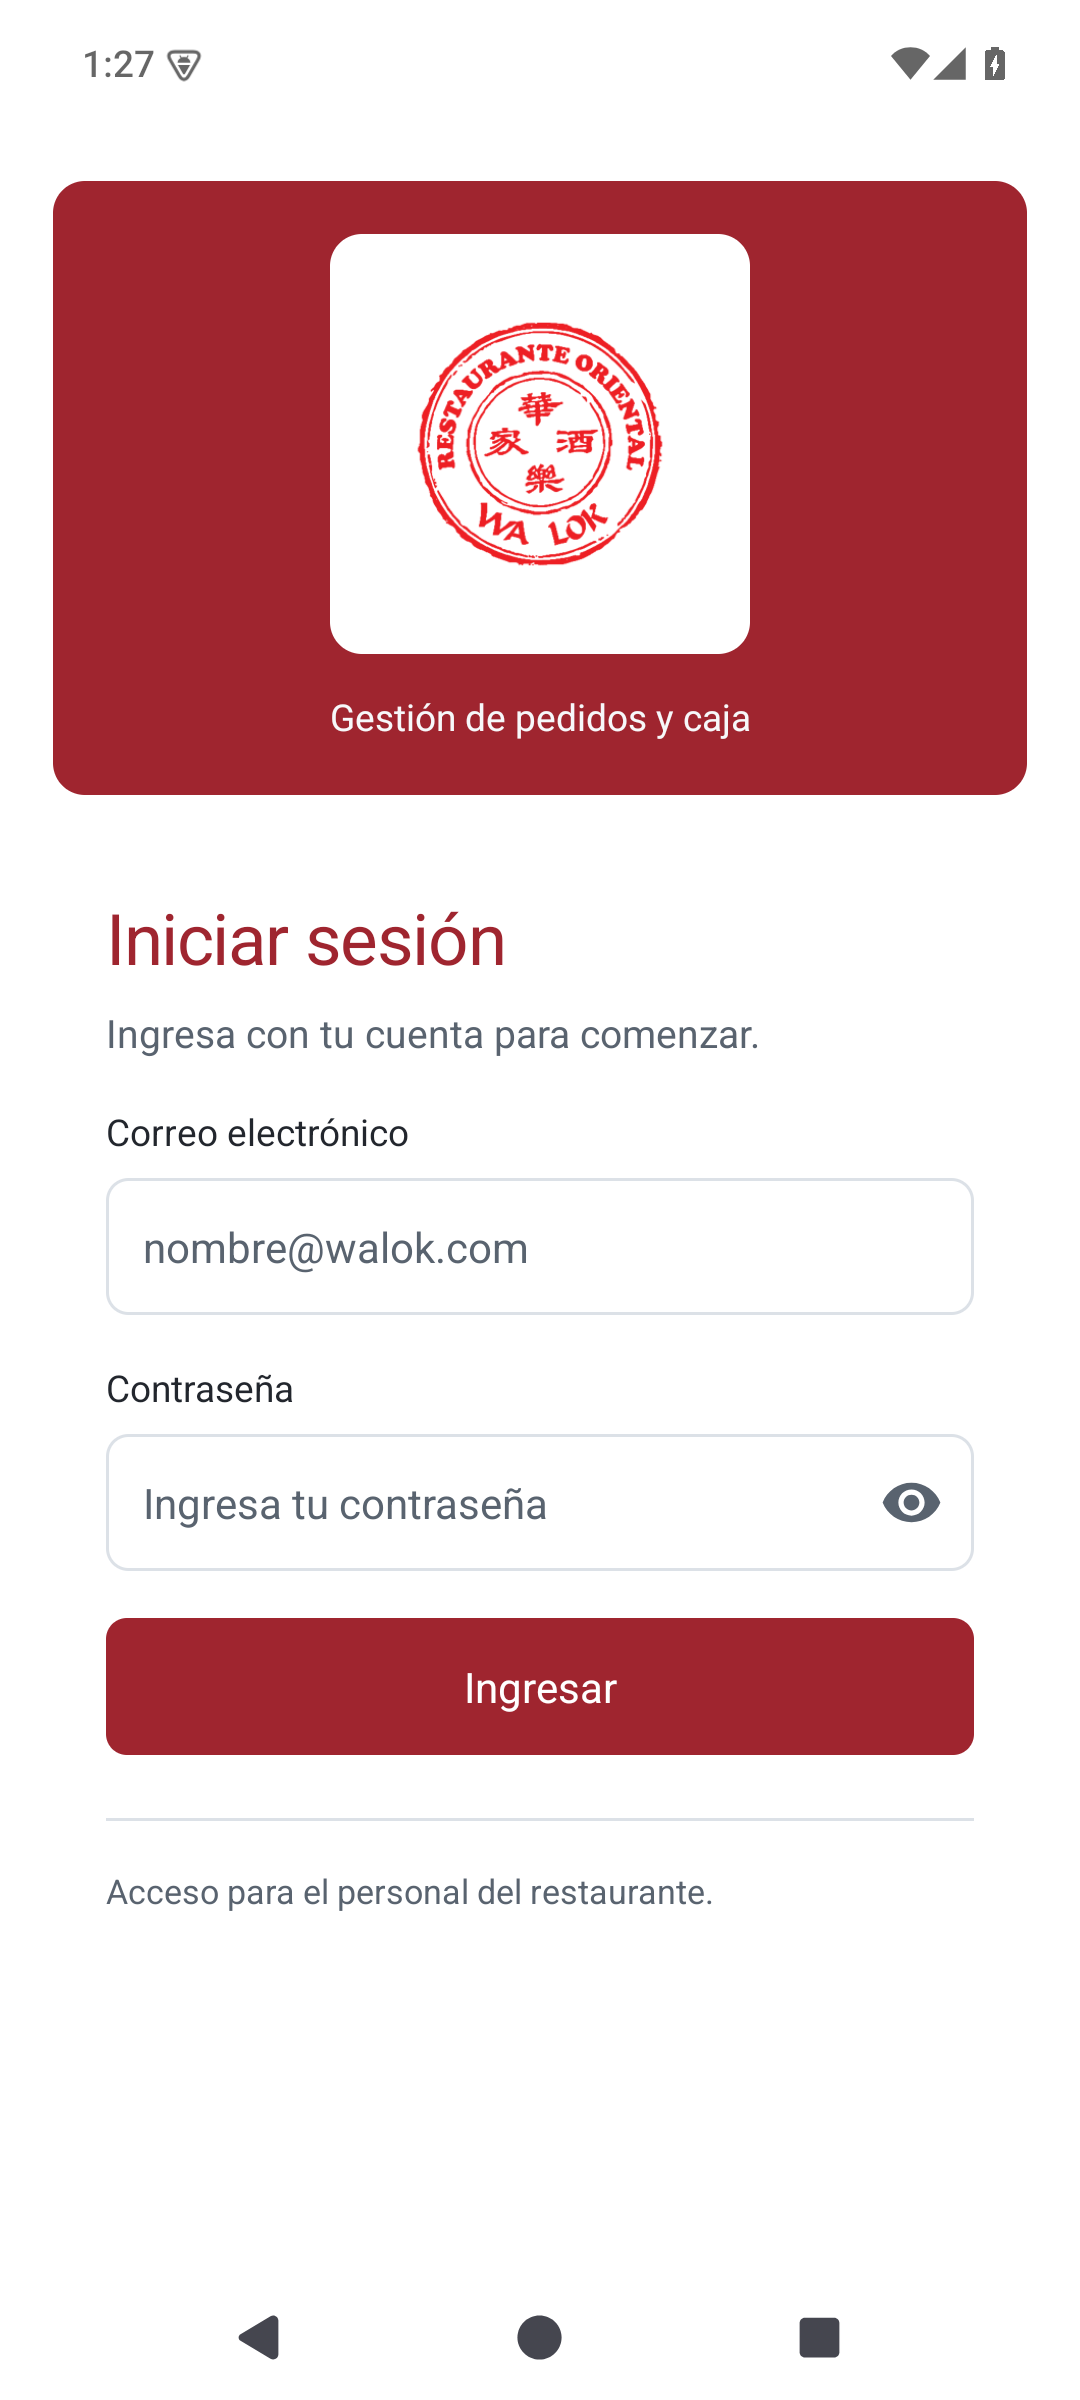 1:27
RESTAURANTE ORIENTAL
華
家 酒
樂
WA LOK
Gestión de pedidos y caja
Iniciar sesión
Ingresa con tu cuenta para comenzar.
Correo electrónico
nombre@walok.com
Contraseña
Ingresa tu contraseña
Ingresar
Acceso para el personal del restaurante.